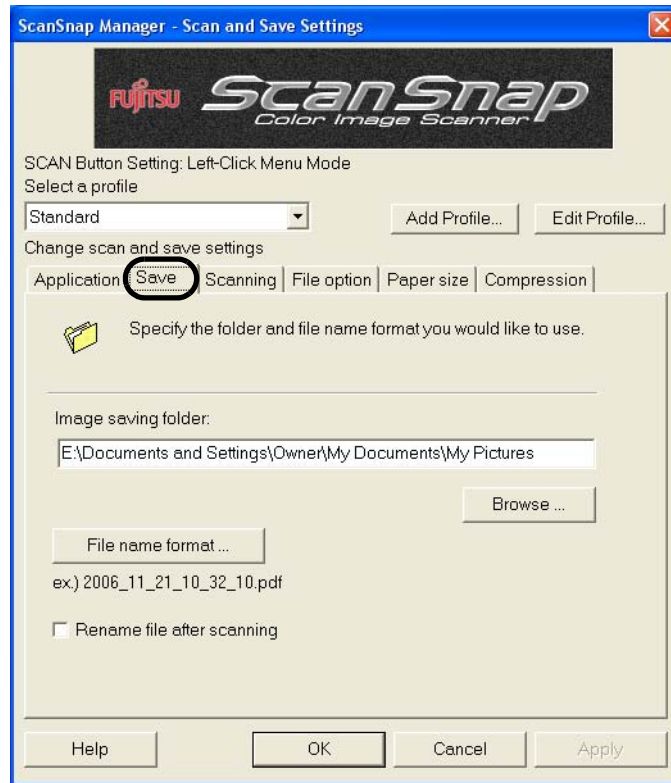 ScanSnap Manager - Scan and Save Settings
FUJITSU ScanSnap
Color Image Scanner
SCAN Button Setting: Left-Click Menu Mode
Select a profile
Standard Add Profile... Edit Profile...
Change scan and save settings
Application Save Scanning File option Paper size Compression
Specify the folder and file name format you would like to use.
Image saving folder:
E:\Documents and Settings\Owner\My Documents\My Pictures
Browse ...
File name format ...
ex.) 2006_11_21_10_32_10.pdf
Rename file after scanning
Help OK Cancel Apply